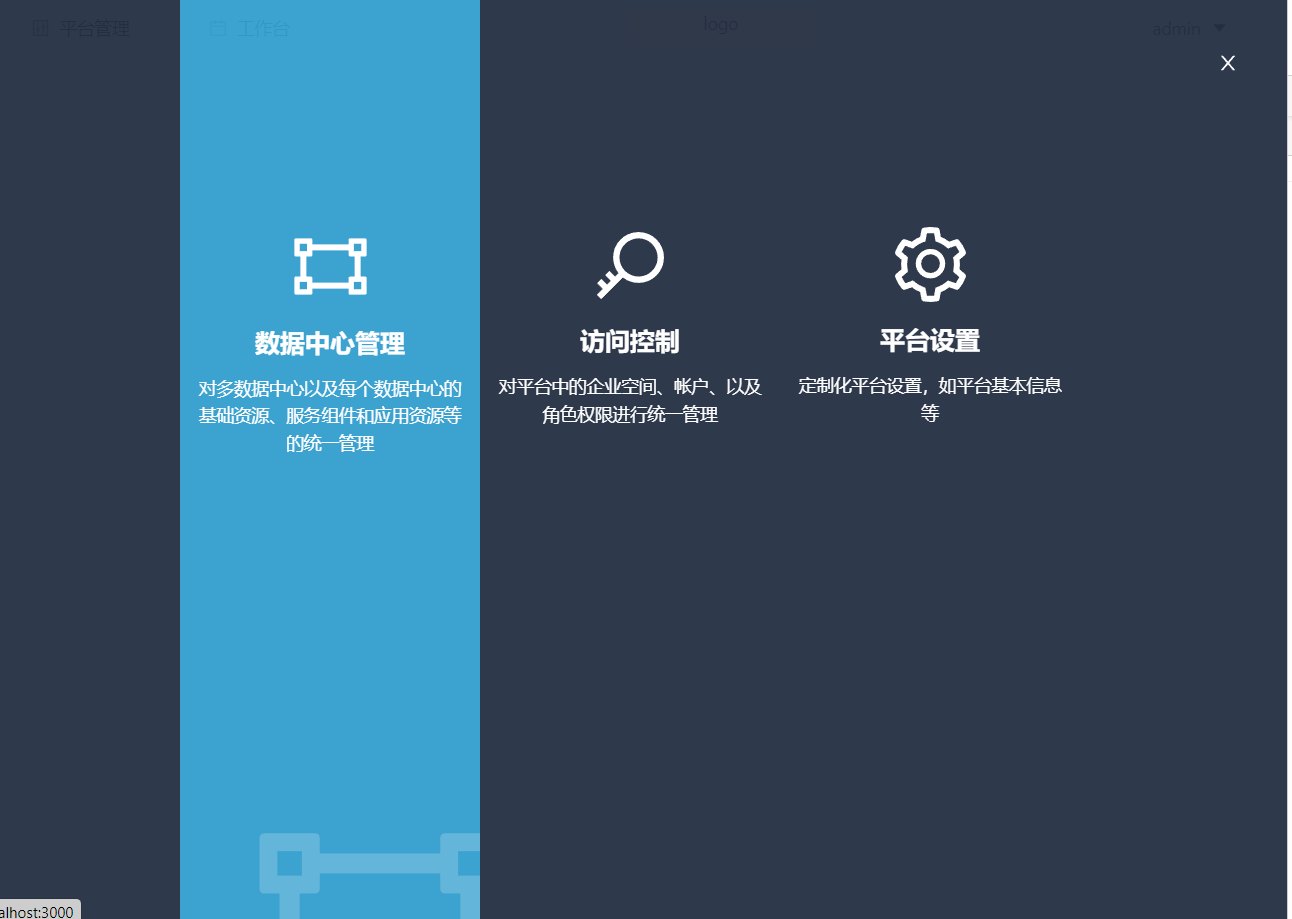 平台管理
工作台
logo
admin
X
数据中心管理
对多数据中心以及每个数据中心的
基础资源、服务组件和应用资源等
的统一管理
访问控制
对平台中的企业空间、帐户、以及
角色权限进行统一管理
平台设置
定制化平台设置，如平台基本信息
等
alhost:3000